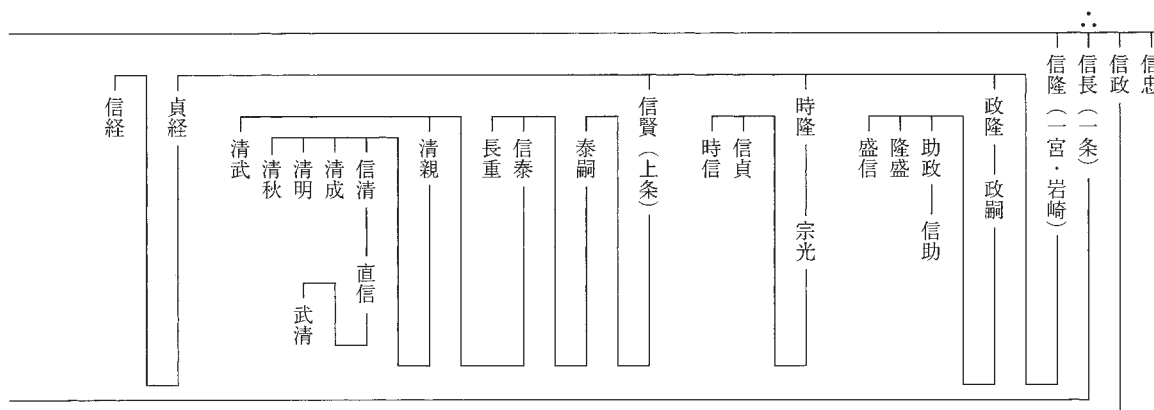 ∴
信忠
信政
信長（一条）
信隆（一宮・岩崎）
政隆
政嗣
助政
信助
隆盛
盛信
時隆
宗光
信貞
時信
信賢（上条）
泰嗣
信泰
長重
清親
信清
直信
武清
清成
清明
清秋
清武
貞経
信経